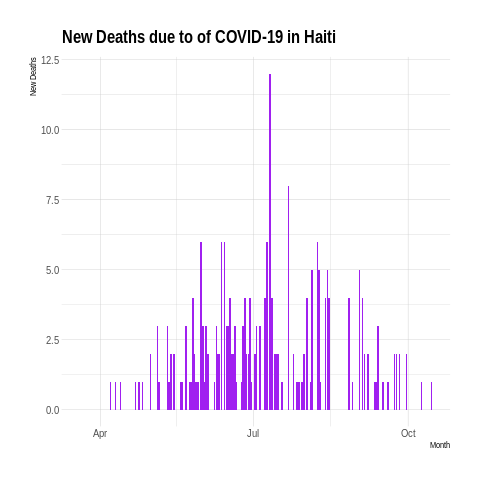 New Deaths due to of COVID-19 in Haiti
New Deaths
12.5
10.0
7.5
5.0
2.5
0.0
Apr
Jul
Oct
Month